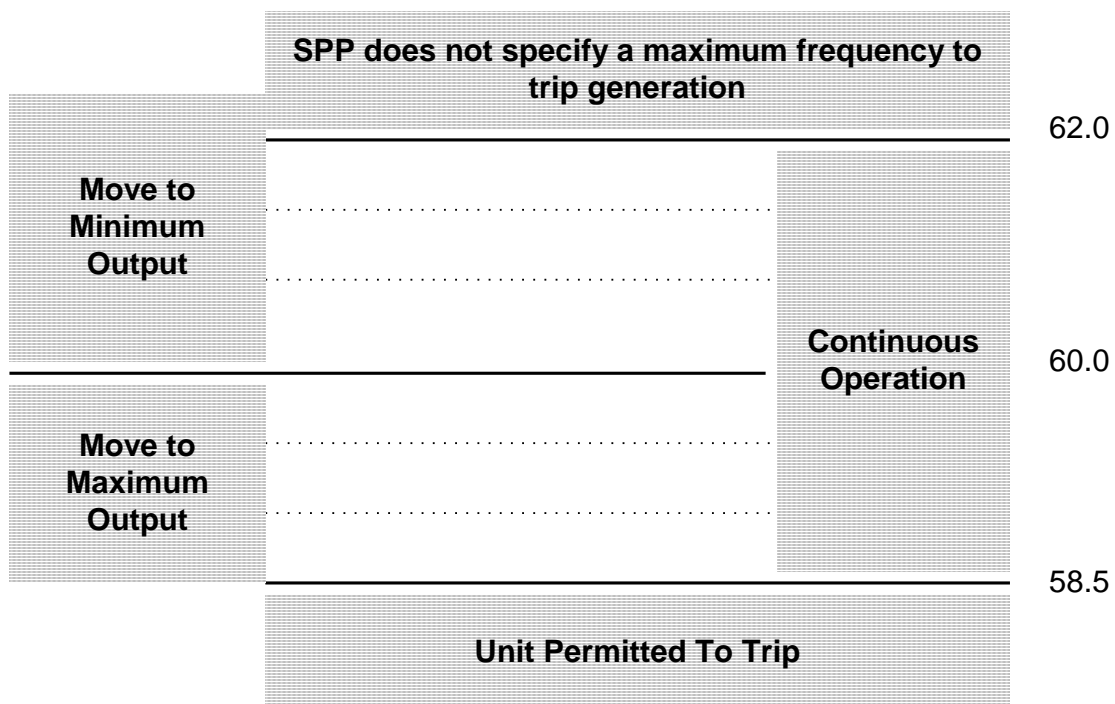 SPP does not specify a maximum frequency to
trip generation
62.0
Move to
Minimum
Output
Continuous
Operation
60.0
Move to
Maximum
Output
58.5
Unit Permitted To Trip